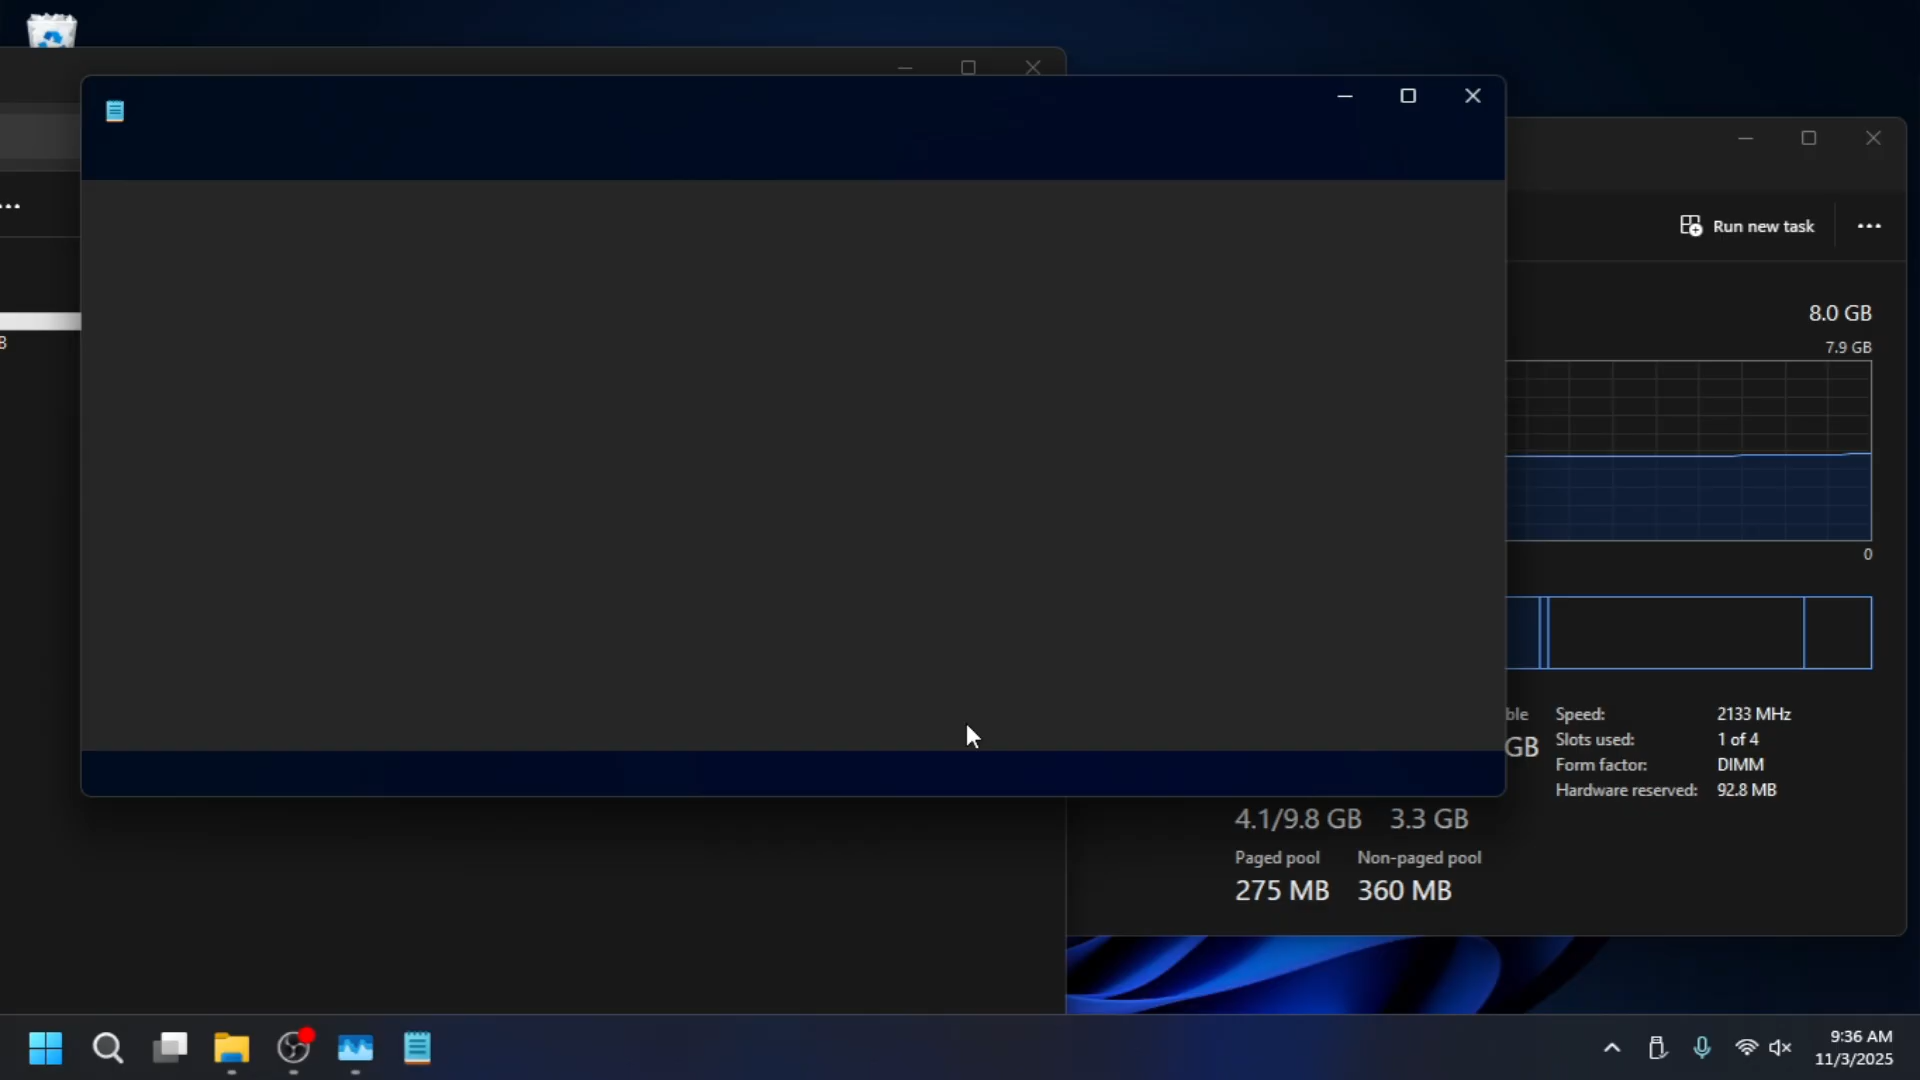 Run new task
8.0 GB
8
7.9 GB
0
ble
GB
Speed: 2133 MHz
Slots used: 1 of 4
Form factor: DIMM
Hardware reserved: 92.8 MB
4.1/9.8 GB 3.3 GB
Paged pool Non-paged pool
275 MB 360 MB
9:36 AM
11/3/2025